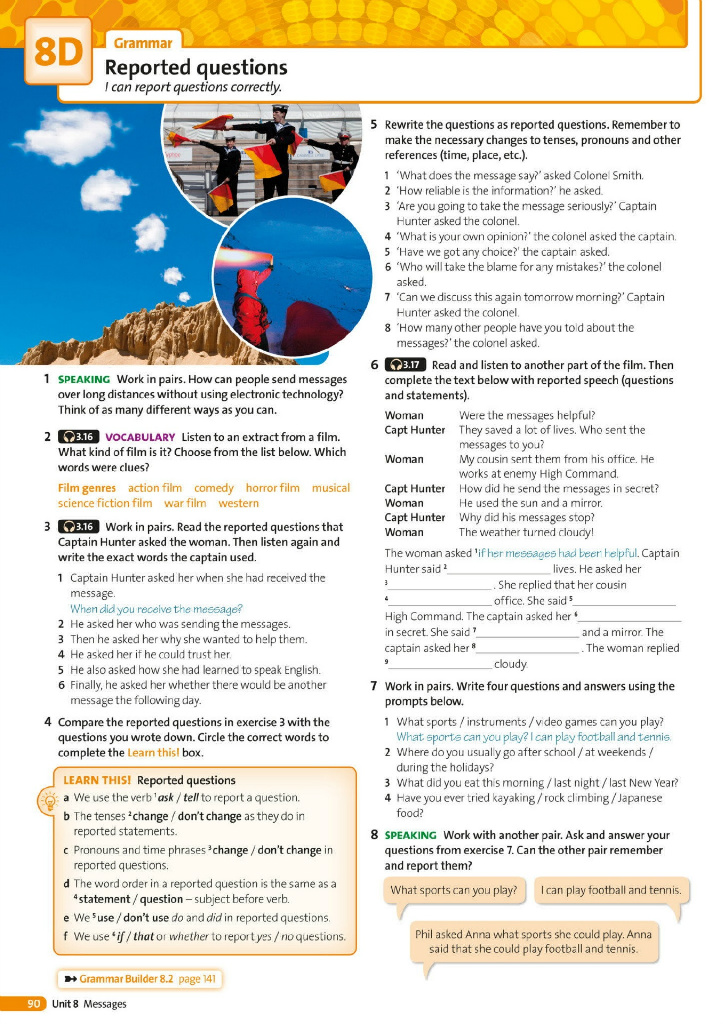 8D
Grammar
Reported questions
I can report questions correctly.
1 SPEAKING Work in pairs. How can people send messages
over long distances without using electronic technology?
Think of as many different ways as you can.
2 3.16 VOCABULARY Listen to an extract from a film.
What kind of film is it? Choose from the list below. Which
words were clues?
Film genres action film comedy horror film musical
science fiction film war film western
3 3.16 Work in pairs. Read the reported questions that
Captain Hunter asked the woman. Then listen again and
write the exact words the captain used.
1 Captain Hunter asked her when she had received the
message.
When did you receive the message?
2 He asked her who was sending the messages.
3 Then he asked her why she wanted to help them.
4 He asked her if he could trust her.
5 He also asked how she had learned to speak English.
6 Finally, he asked her whether there would be another
message the following day.
4 Compare the reported questions in exercise 3 with the
questions you wrote down. Circle the correct words to
complete the Learn this! box.
LEARN THIS! Reported questions
a We use the verb 1 ask / tell to report a question.
b The tenses 2 change / don't change as they do in
reported statements.
c Pronouns and time phrases 3 change / don't change in
reported questions.
d The word order in a reported question is the same as a
4 statement / question – subject before verb.
e We 5 use / don't use do and did in reported questions.
f We use 6 if / that or whether to report yes / no questions.
Grammar Builder 8.2 page 141
90 Unit 8 Messages
5 Rewrite the questions as reported questions. Remember to
make the necessary changes to tenses, pronouns and other
references (time, place, etc.).
1 'What does the message say?' asked Colonel Smith.
2 'How reliable is the information?' he asked.
3 'Are you going to take the message seriously?' Captain
Hunter asked the colonel.
4 'What is your own opinion?' the colonel asked the captain.
5 'Have we got any choice?' the captain asked.
6 'Who will take the blame for any mistakes?' the colonel
asked.
7 'Can we discuss this again tomorrow morning?' Captain
Hunter asked the colonel.
8 'How many other people have you told about the
messages?' the colonel asked.
6 3.17 Read and listen to another part of the film. Then
complete the text below with reported speech (questions
and statements).
Woman Were the messages helpful?
Capt Hunter They saved a lot of lives. Who sent the
messages to you?
Woman My cousin sent them from his office. He
works at enemy High Command.
Capt Hunter How did he send the messages in secret?
Woman He used the sun and a mirror.
Capt Hunter Why did his messages stop?
Woman The weather turned cloudy!
The woman asked 1 if her messages had been helpful. Captain
Hunter said 2 ____________ lives. He asked her
3 ____________ . She replied that her cousin
4 ____________ office. She said 5 ____________
High Command. The captain asked her 6 ____________
in secret. She said 7 ____________ and a mirror. The
captain asked her 8 ____________ . The woman replied
9 ____________ cloudy.
7 Work in pairs. Write four questions and answers using the
prompts below.
1 What sports / instruments / video games can you play?
What sports can you play? I can play football and tennis.
2 Where do you usually go after school / at weekends /
during the holidays?
3 What did you eat this morning / last night / last New Year?
4 Have you ever tried kayaking / rock climbing / Japanese
food?
8 SPEAKING Work with another pair. Ask and answer your
questions from exercise 7. Can the other pair remember
and report them?
What sports can you play?
I can play football and tennis.
Phil asked Anna what sports she could play. Anna
said that she could play football and tennis.